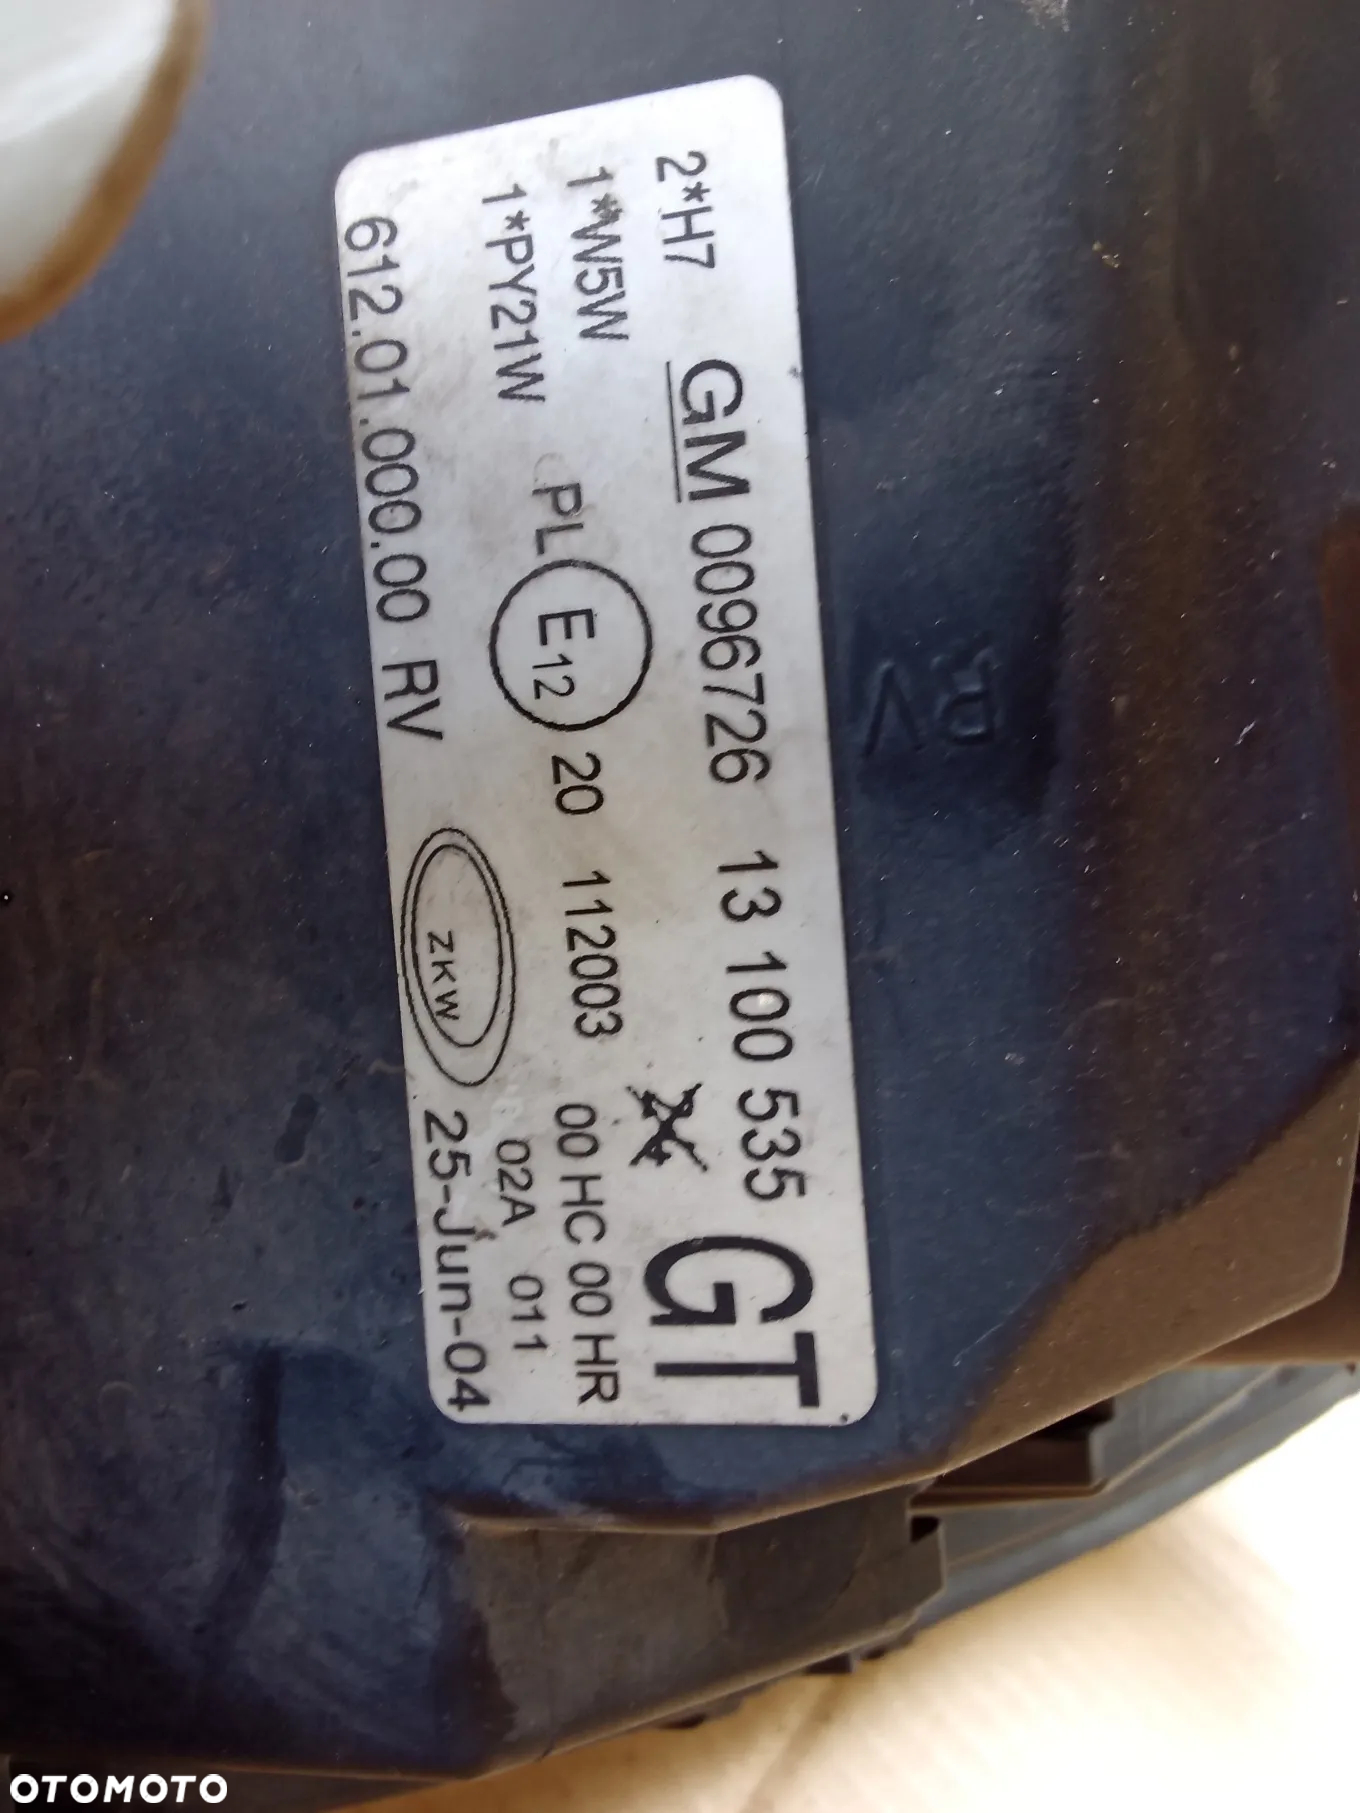 2*H7 GM 0096726 13 100 535 GT
1*W5W
1*PY21W PL E12 20 112003 00 HC 00 HR
02A 011
612.01.000.00 RV ZKW 25-Jun-04
RV
OTOMOTO